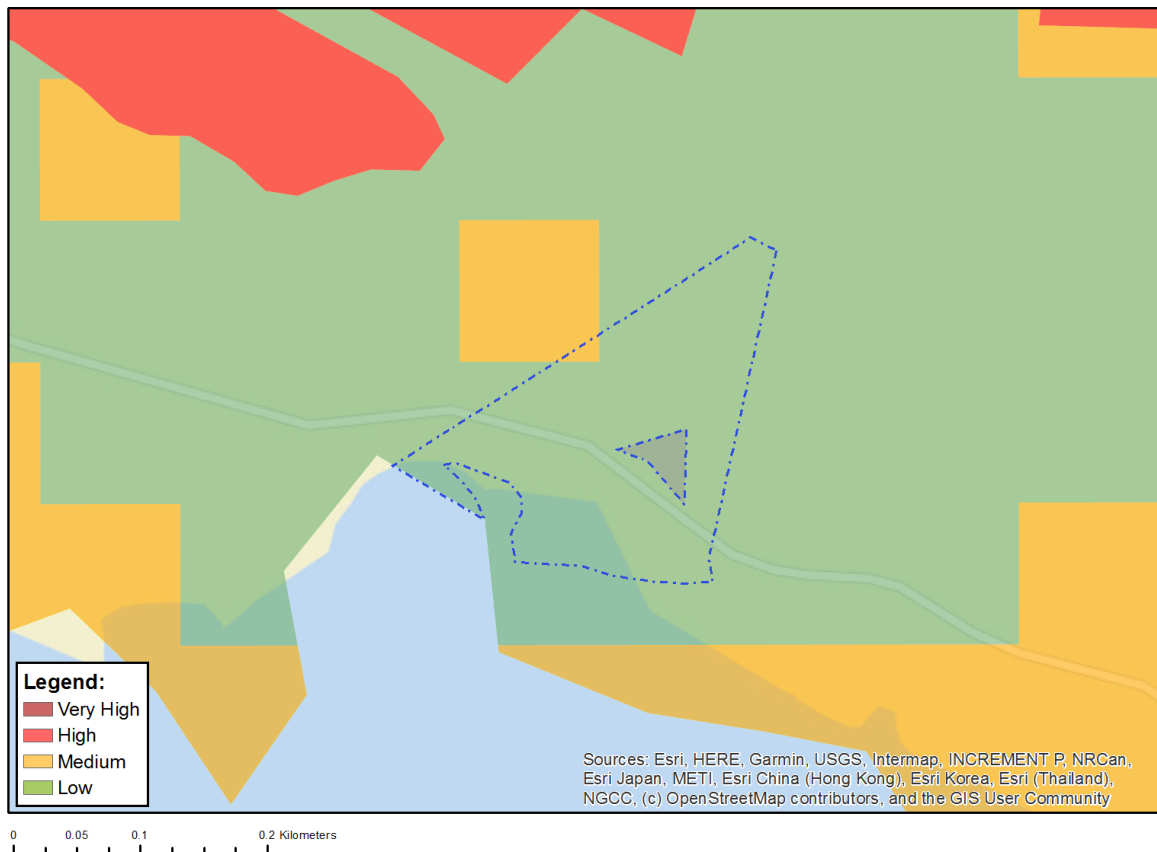 Legend:
Very High
High
Medium
Low
Sources: Esri, HERE, Garmin, USGS, Intermap, INCREMENT P, NRCan,
Esri Japan, METI, Esri China (Hong Kong), Esri Korea, Esri (Thailand),
NGCC, (c) OpenStreetMap contributors, and the GIS User Community
0 0.05 0.1 0.2 Kilometers